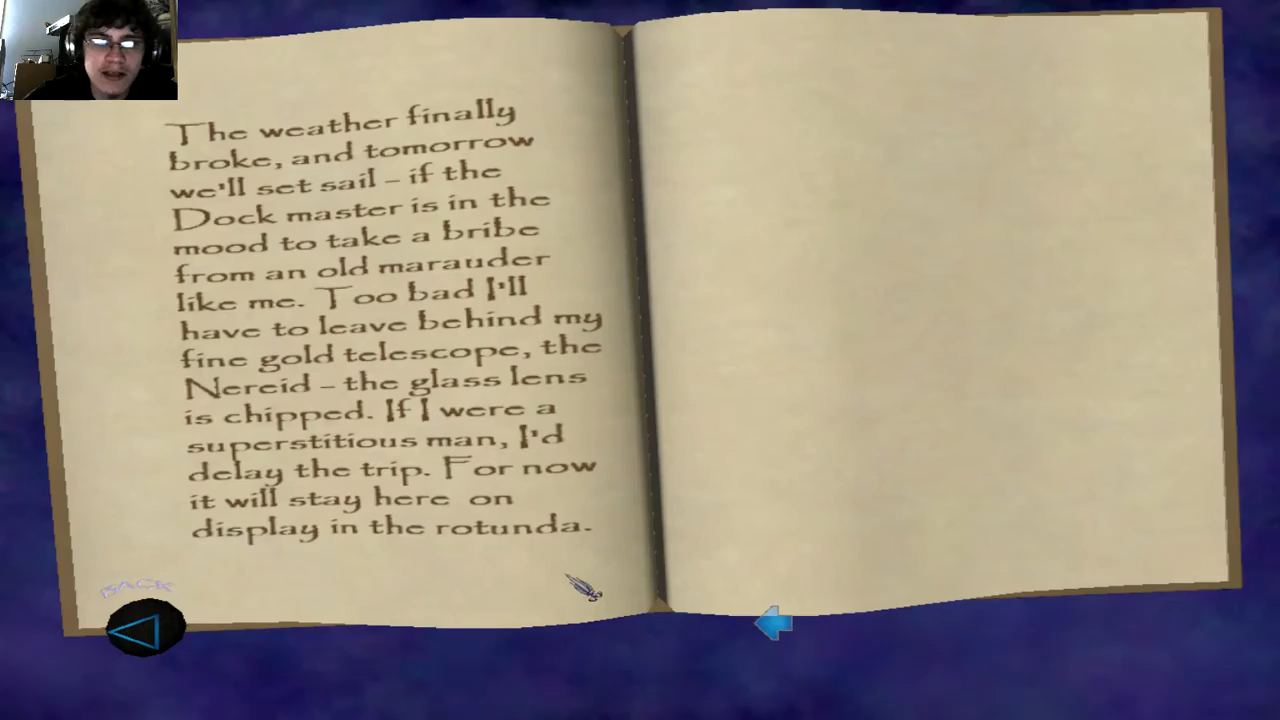 The weather finally
broke, and tomorrow
we'll set sail - if the
Dock master is in the
mood to take a bribe
from an old marauder
like me. Too bad I'll
have to leave behind my
fine gold telescope, the
Nereid - the glass lens
is chipped. If I were a
superstitious man, I'd
delay the trip. For now
it will stay here on
display in the rotunda.
BACK